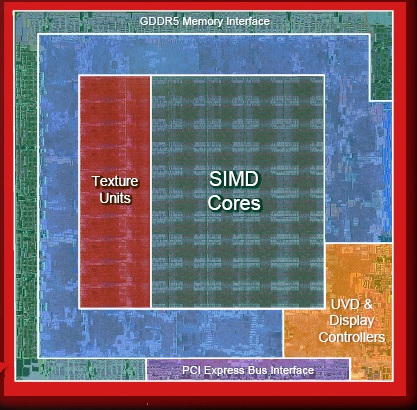 GDDR5 Memory Interface
Texture
Units
SIMD
Cores
UVD &
Display
Controllers
PCI Express Bus Interface